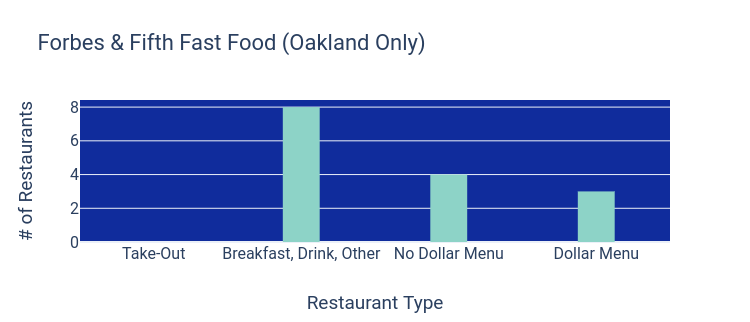 Forbes & Fifth Fast Food (Oakland Only)
# of Restaurants
8
6
4
2
0
Take-Out Breakfast, Drink, Other No Dollar Menu Dollar Menu
Restaurant Type